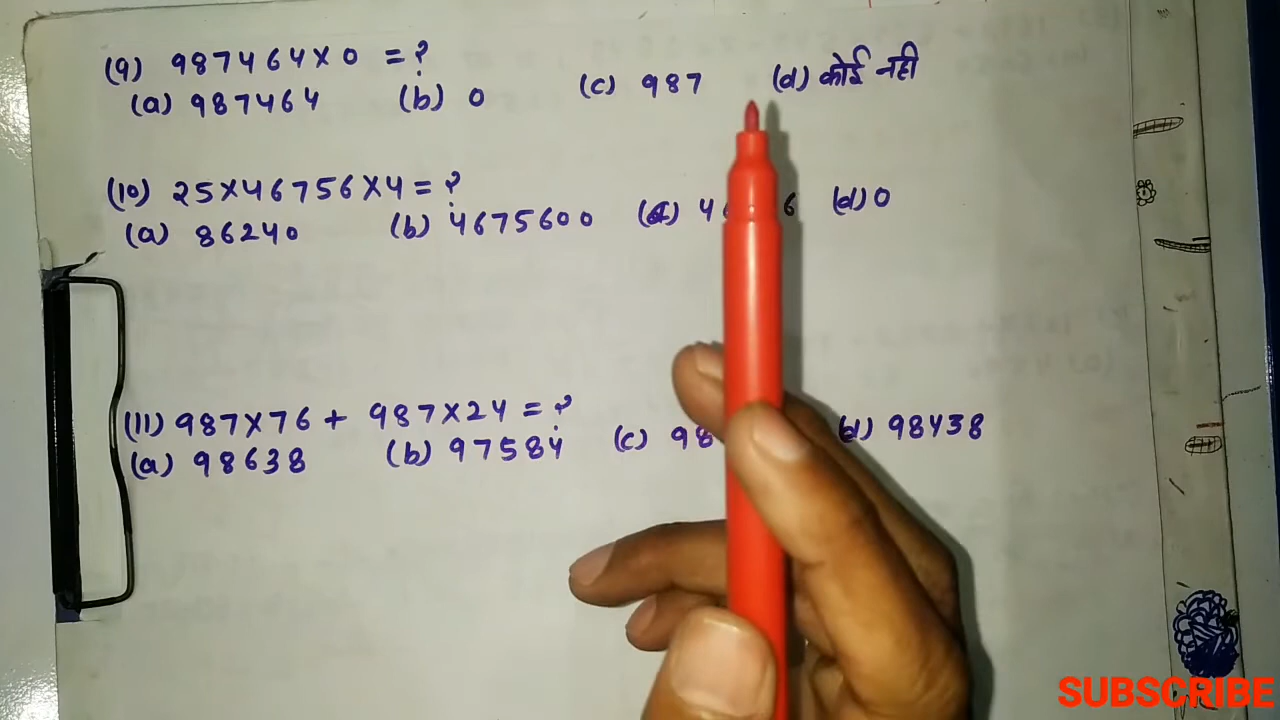 (9) 987464 × 0 = ?
(a) 987464 (b) 0 (c) 987 (d) कोई नही
(10) 25×46756×4 = ?
(a) 86240 (b) 4675600 (d) 0
(11) 987×76 + 987×24 = ?
(a) 98638 (b) 97584 (c) (d) 98438
SUBSCRIBE